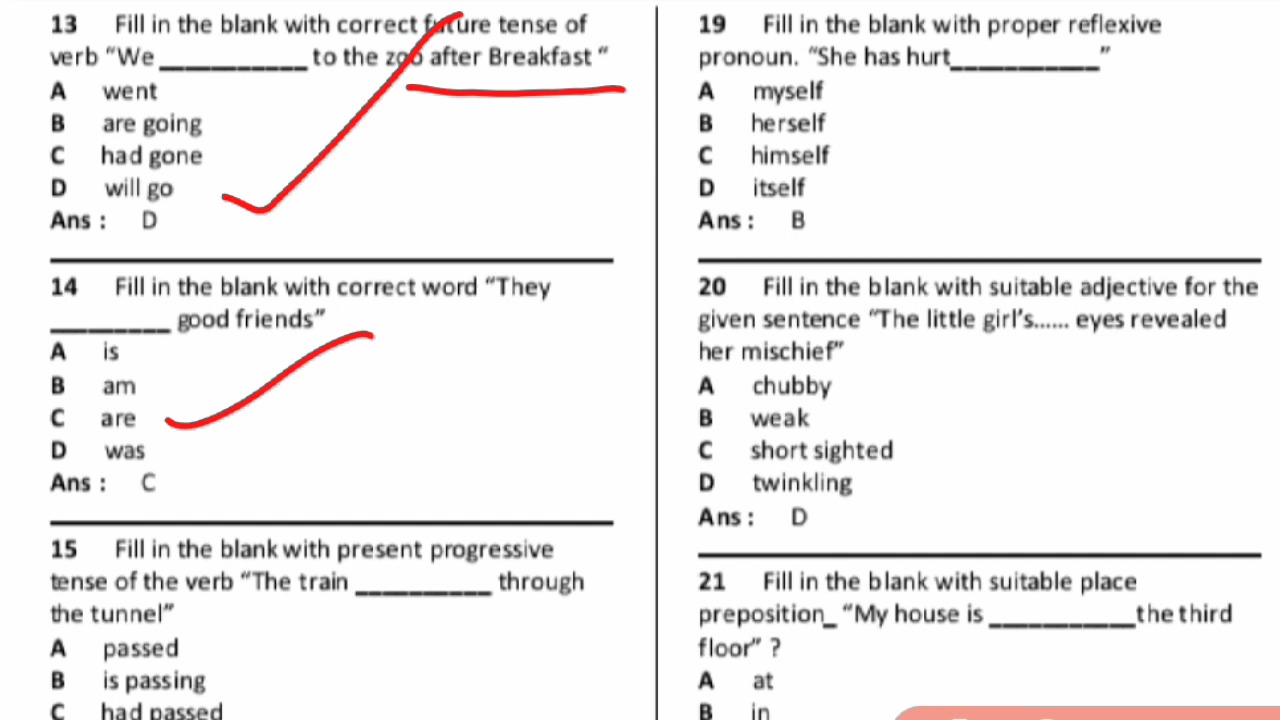 13 Fill in the blank with correct future tense of
verb “We ___________ to the zoo after Breakfast “
A went
B are going
C had gone
D will go
Ans : D
14 Fill in the blank with correct word “They
_________ good friends”
A is
B am
C are
D was
Ans : C
15 Fill in the blank with present progressive
tense of the verb “The train __________ through
the tunnel”
A passed
B is passing
C had passed
19 Fill in the blank with proper reflexive
pronoun. “She has hurt___________”
A myself
B herself
C himself
D itself
Ans : B
20 Fill in the blank with suitable adjective for the
given sentence “The little girl’s...... eyes revealed
her mischief”
A chubby
B weak
C short sighted
D twinkling
Ans : D
21 Fill in the blank with suitable place
preposition_ “My house is ___________the third
floor” ?
A at
B in